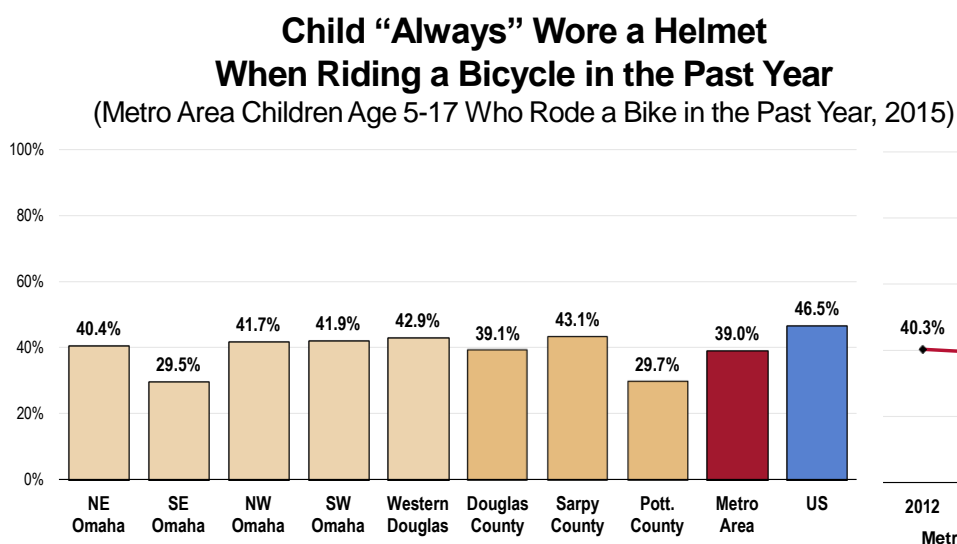 Child “Always” Wore a Helmet
When Riding a Bicycle in the Past Year
(Metro Area Children Age 5-17 Who Rode a Bike in the Past Year, 2015)
100%
80%
60%
40%
20%
0%
40.4%
29.5%
41.7%
41.9%
42.9%
39.1%
43.1%
29.7%
39.0%
46.5%
NE
Omaha
SE
Omaha
NW
Omaha
SW
Omaha
Western
Douglas
Douglas
County
Sarpy
County
Pott.
County
Metro
Area
US
40.3%
2012
Metr